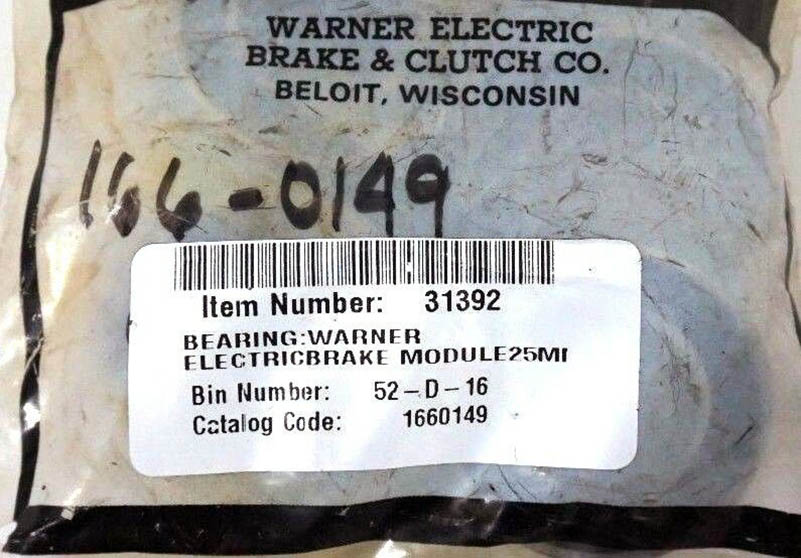 WARNER ELECTRIC
BRAKE & CLUTCH CO.
BELOIT, WISCONSIN
166-0149
Item Number: 31392
BEARING:WARNER
ELECTRICBRAKE MODULE25MI
Bin Number: 52-D-16
Catalog Code: 1660149